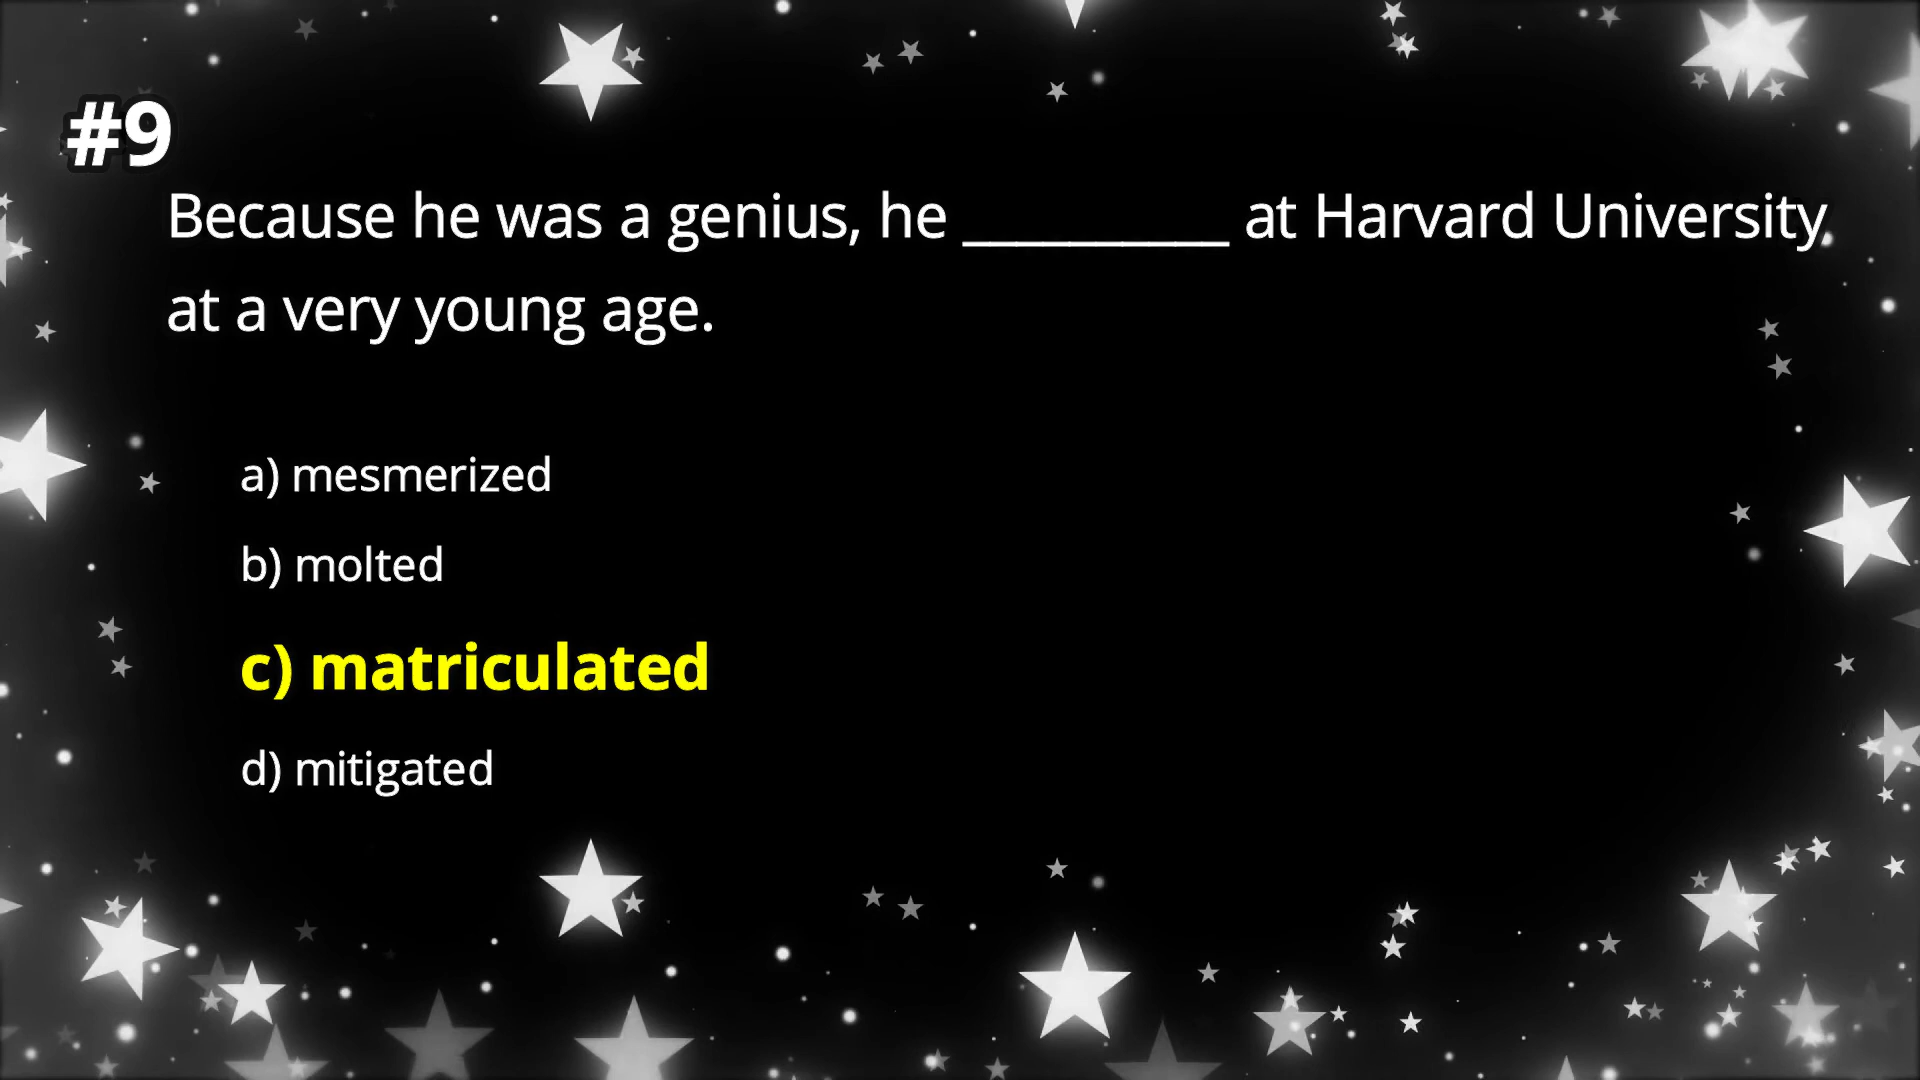 #9
Because he was a genius, he __________ at Harvard University
at a very young age.
a) mesmerized
b) molted
c) matriculated
d) mitigated